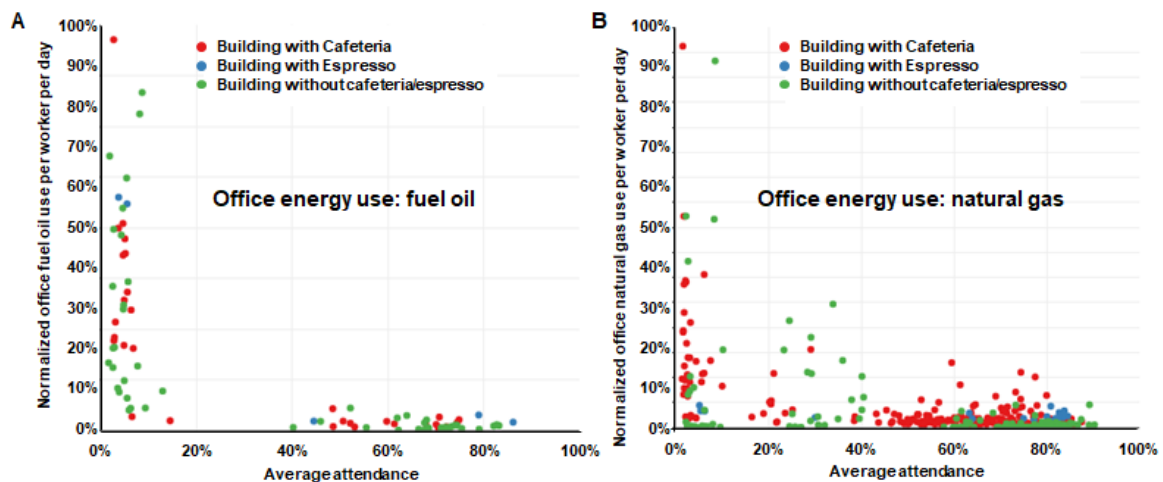 A
Normalized office fuel oil use per worker per day
100%
90%
80%
70%
60%
50%
40%
30%
20%
10%
0%
Building with Cafeteria
Building with Espresso
Building without cafeteria/espresso
Office energy use: fuel oil
0% 20% 40% 60% 80% 100%
Average attendance
B
Normalized office natural gas use per worker per day
100%
90%
80%
70%
60%
50%
40%
30%
20%
10%
0%
Building with Cafeteria
Building with Espresso
Building without cafeteria/espresso
Office energy use: natural gas
0% 20% 40% 60% 80% 100%
Average attendance